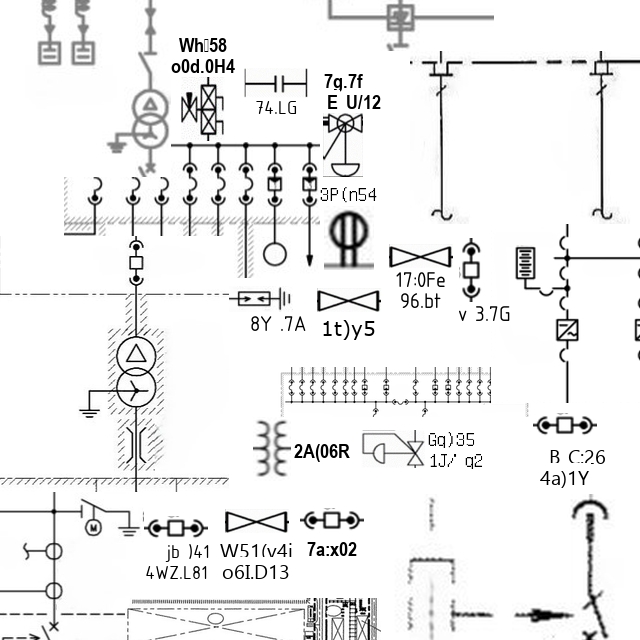 o0d.0H4
74.LG
7g.7f
E U/12
3P(n54
17:0Fe
96.bt
v 3.7G
8Y .7A
1t)y5
2A(06R
Gq)35
1J/' q2
B C:26
4a)1Y
jb )41
4WZ.L81
W51(v4i
o6I.D13
7a:x02
M